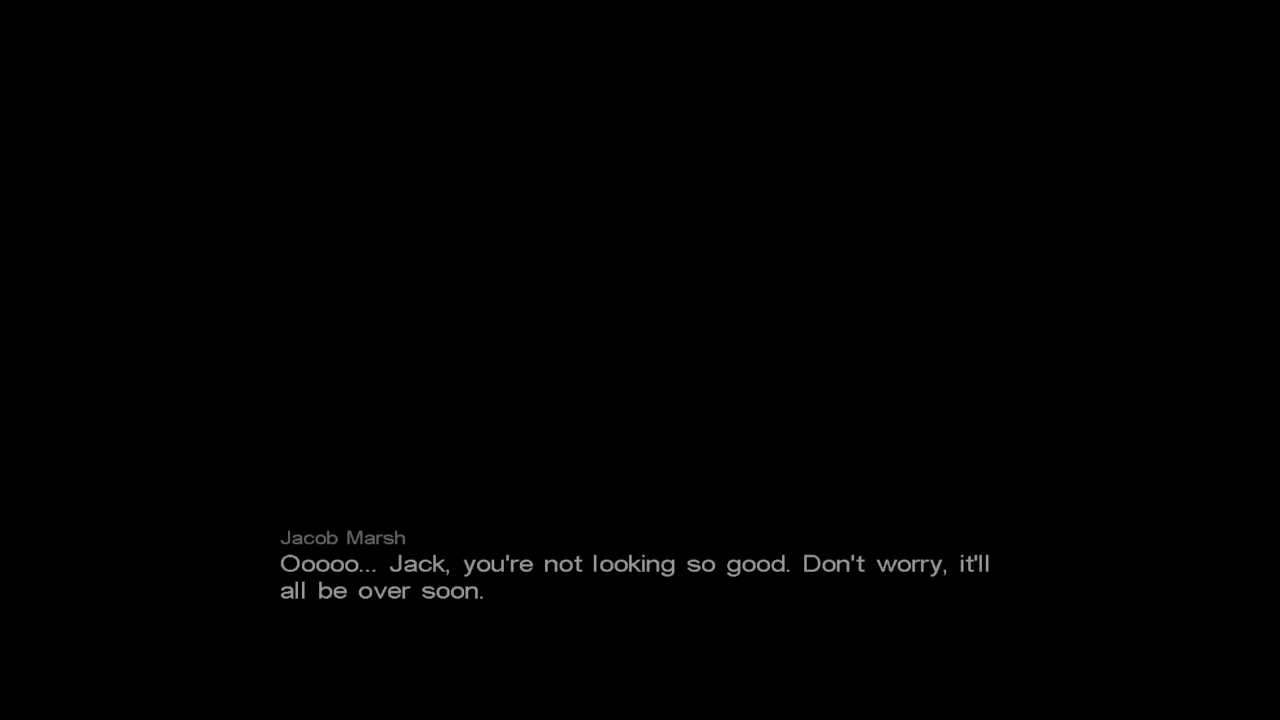 Jacob Marsh
Ooooo... Jack, you're not looking so good. Don't worry, it'll
all be over soon.